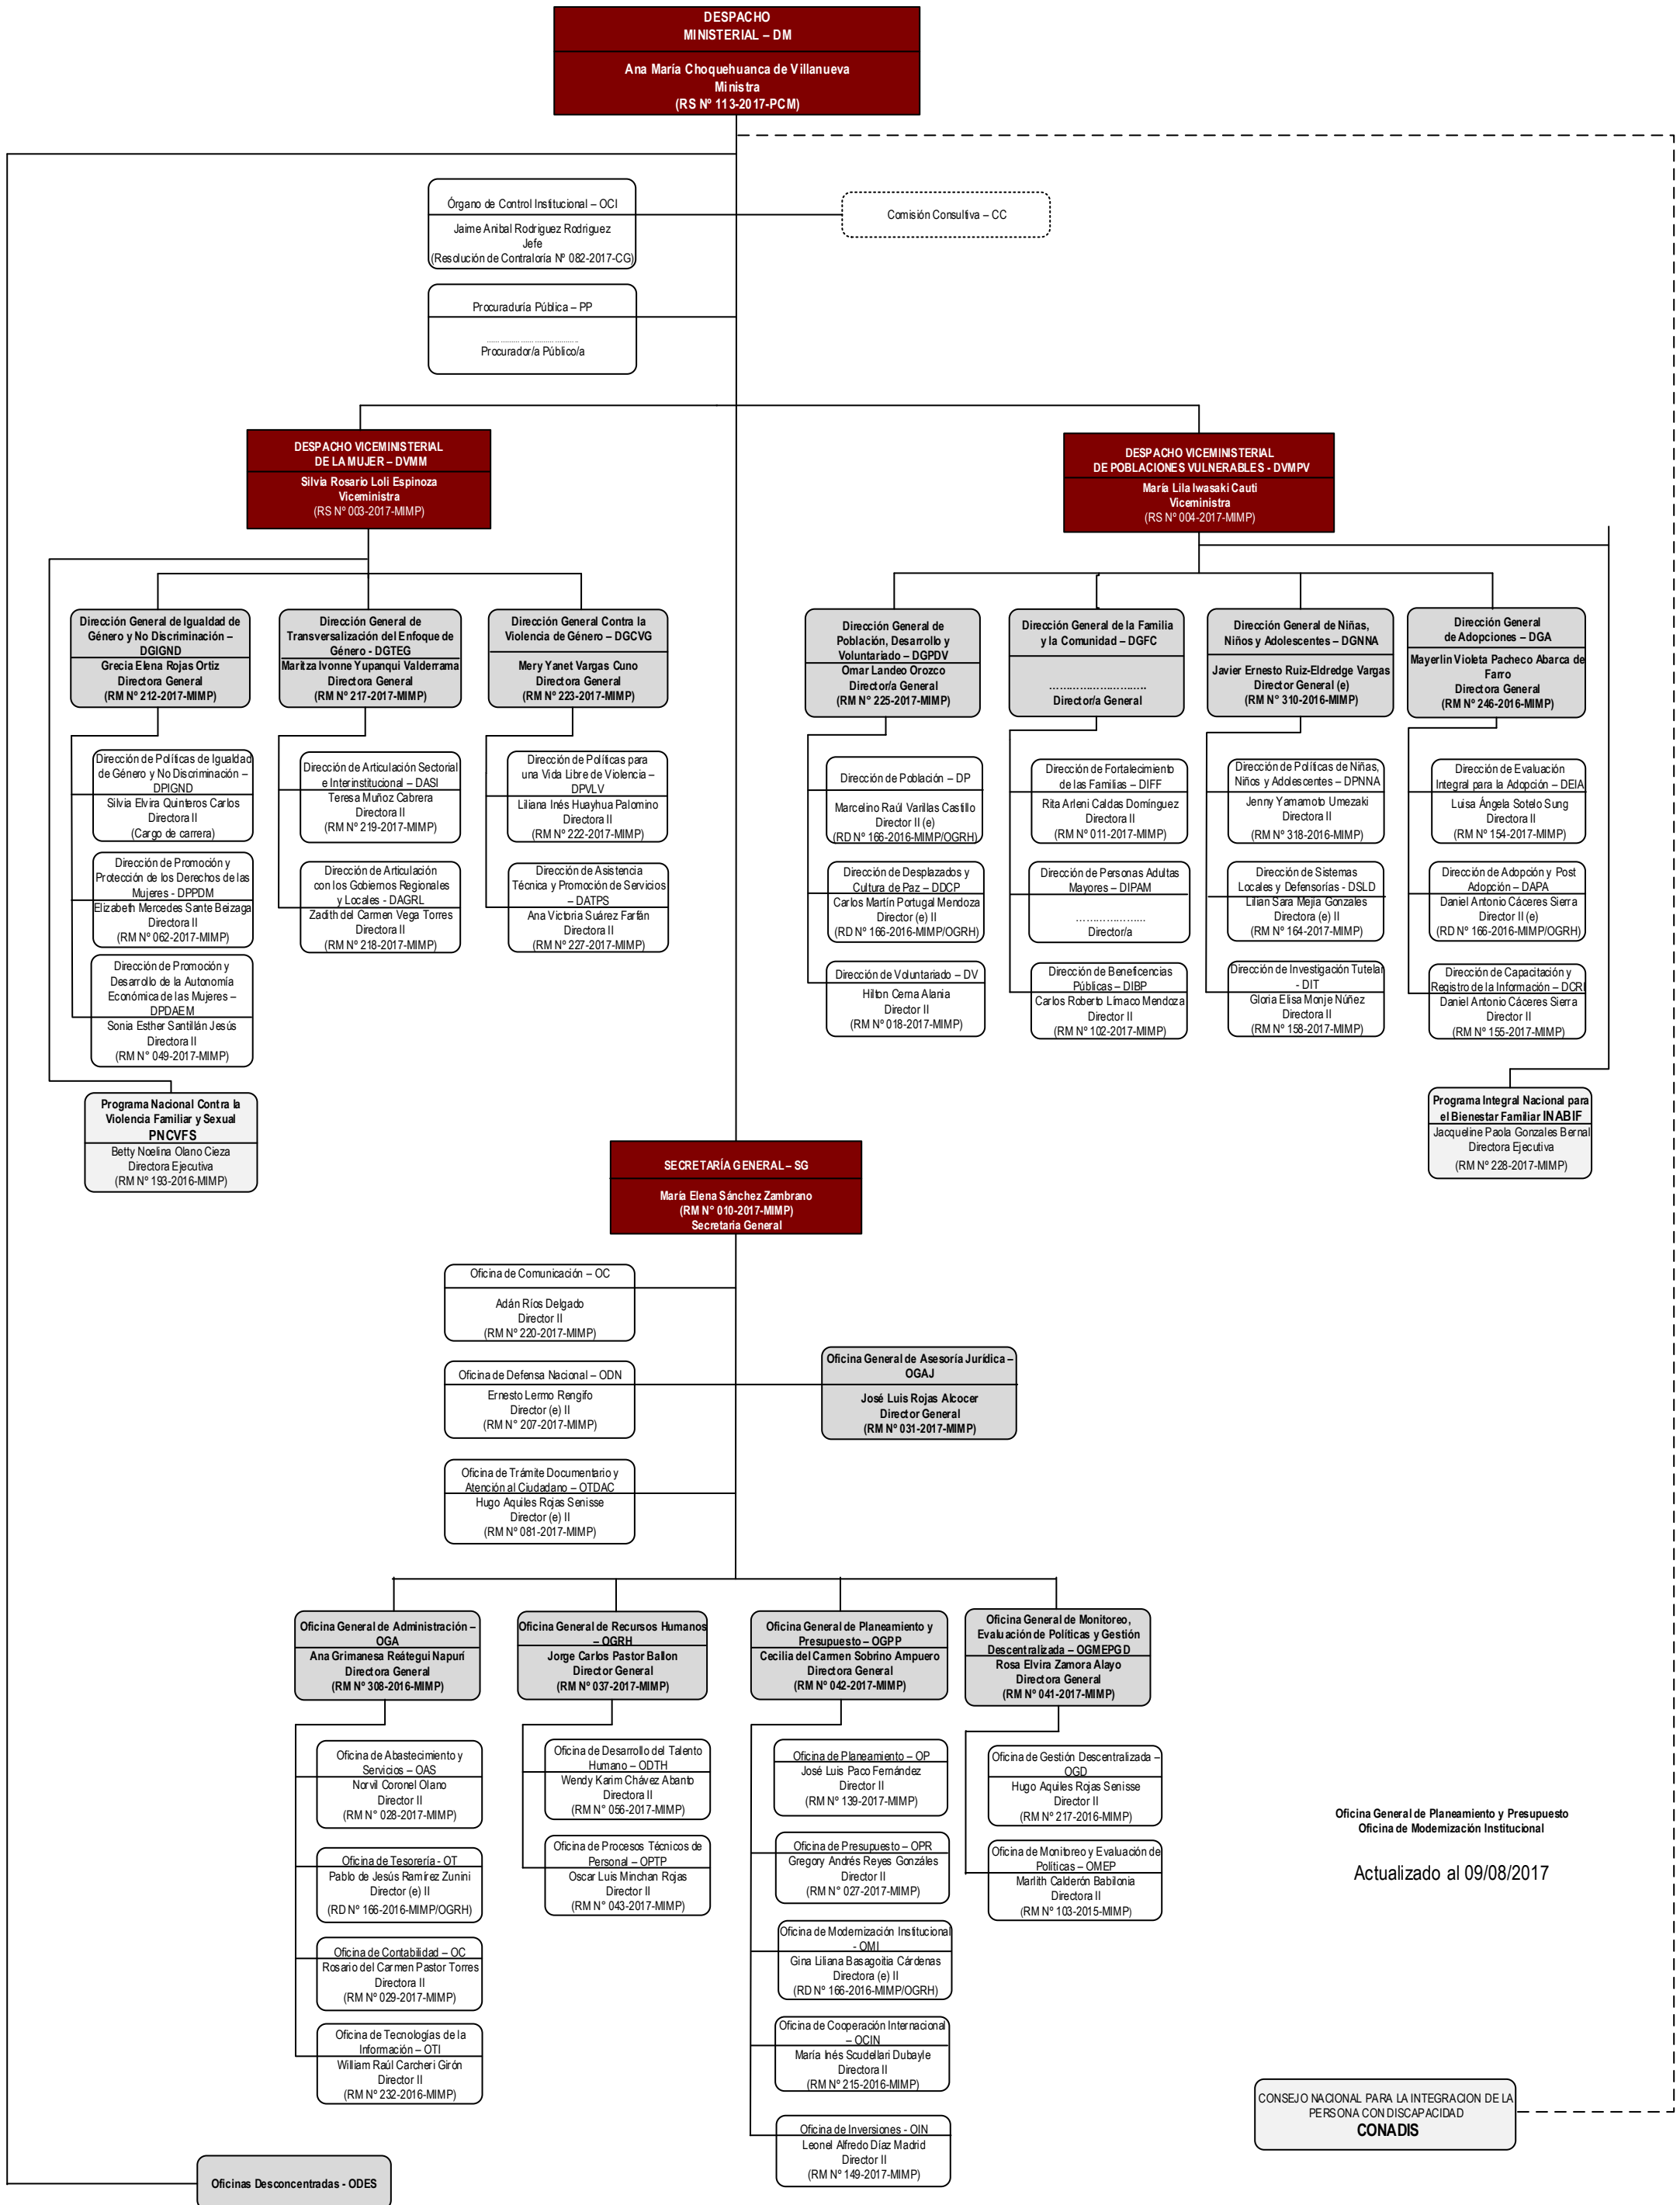 DESPACHO
MINISTERIAL – DM
Ana María Choquehuanca de Villanueva
Ministra
(RS Nº 113-2017-PCM)
Órgano de Control Institucional – OCI
Jaime Anibal Rodriguez Rodriguez
Jefe
(Resolución de Contraloría Nº 082-2017-CG)
Comisión Consultiva – CC
Procuraduría Pública – PP
.......................................
Procurador/a Público/a
DESPACHO VICEMINISTERIAL
DE LA MUJER – DVMM
Silvia Rosario Loli Espinoza
Viceministra
(RS Nº 003-2017-MIMP)
DESPACHO VICEMINISTERIAL
DE POBLACIONES VULNERABLES - DVMPV
María Lila Iwasaki Cauti
Viceministra
(RS Nº 004-2017-MIMP)
Dirección General de Igualdad de
Género y No Discriminación –
DGIGND
Grecia Elena Rojas Ortiz
Directora General
(RM Nº 212-2017-MIMP)
Dirección General de
Transversalización del Enfoque de
Género - DGTEG
Maritza Ivonne Yupanqui Valderrama
Directora General
(RM Nº 217-2017-MIMP)
Dirección General Contra la
Violencia de Género – DGCVG
Mery Yanet Vargas Cuno
Directora General
(RM Nº 223-2017-MIMP)
Dirección General de
Población, Desarrollo y
Voluntariado – DGPDV
Omar Landeo Orozco
Director/a General
(RM N° 225-2017-MIMP)
Dirección General de la Familia
y la Comunidad – DGFC
............................
Director/a General
Dirección General de Niñas,
Niños y Adolescentes – DGNNA
Javier Ernesto Ruiz-Eldredge Vargas
Director General (e)
(RM N° 310-2016-MIMP)
Dirección General
de Adopciones – DGA
Mayerlin Violeta Pacheco Abarca de
Farro
Directora General
(RM Nº 246-2016-MIMP)
Dirección de Políticas de Igualdad
de Género y No Discriminación –
DPIGND
Silvia Elvira Quinteros Carlos
Directora II
(Cargo de carrera)
Dirección de Promoción y
Protección de los Derechos de las
Mujeres - DPPDM
Elizabeth Mercedes Sante Beizaga
Directora II
(RM Nº 062-2017-MIMP)
Dirección de Promoción y
Desarrollo de la Autonomía
Económica de las Mujeres –
DPDAEM
Sonia Esther Santillán Jesús
Directora II
(RM N° 049-2017-MIMP)
Dirección de Articulación Sectorial
e Interinstitucional – DASI
Teresa Muñoz Cabrera
Directora II
(RM Nº 219-2017-MIMP)
Dirección de Articulación
con los Gobiernos Regionales
y Locales - DAGRL
Zadith del Carmen Vega Torres
Directora II
(RM N° 218-2017-MIMP)
Dirección de Políticas para
una Vida Libre de Violencia –
DPVLV
Liliana Inés Huayhua Palomino
Directora II
(RM N° 222-2017-MIMP)
Dirección de Asistencia
Técnica y Promoción de Servicios
– DATPS
Ana Victoria Suárez Farfán
Directora II
(RM N° 227-2017-MIMP)
Dirección de Población – DP
Marcelino Raúl Varillas Castillo
Director II (e)
(RD Nº 166-2016-MIMP/OGRH)
Dirección de Desplazados y
Cultura de Paz – DDCP
Carlos Martín Portugal Mendoza
Director (e) II
(RD Nº 166-2016-MIMP/OGRH)
Dirección de Voluntariado – DV
Hilton Cerna Alania
Director II
(RM Nº 018-2017-MIMP)
Dirección de Fortalecimiento
de las Familias – DIFF
Rita Arleni Caldas Domínguez
Directora II
(RM Nº 011-2017-MIMP)
Dirección de Personas Adultas
Mayores – DIPAM
.....................
Director/a
Dirección de Beneficencias
Públicas – DIBP
Carlos Roberto Límaco Mendoza
Director II
(RM Nº 102-2017-MIMP)
Dirección de Políticas de Niñas,
Niños y Adolescentes – DPNNA
Jenny Yamamoto Umezaki
Directora II
(RM Nº 318-2016-MIMP)
Dirección de Sistemas
Locales y Defensorías - DSLD
Lilian Sara Mejía Gonzales
Directora (e) II
(RM Nº 164-2017-MIMP)
Dirección de Investigación Tutelar
- DIT
Gloria Elisa Monje Núñez
Directora II
(RM Nº 158-2017-MIMP)
Dirección de Evaluación
Integral para la Adopción – DEIA
Luisa Ángela Sotelo Sung
Directora II
(RM Nº 154-2017-MIMP)
Dirección de Adopción y Post
Adopción – DAPA
Daniel Antonio Cáceres Sierra
Director II (e)
(RD Nº 166-2016-MIMP/OGRH)
Dirección de Capacitación y
Registro de la Información – DCRI
Daniel Antonio Cáceres Sierra
Director II
(RM Nº 155-2017-MIMP)
Programa Nacional Contra la
Violencia Familiar y Sexual
PNCVFS
Betty Noelina Olano Cieza
Directora Ejecutiva
(RM Nº 193-2016-MIMP)
Programa Integral Nacional para
el Bienestar Familiar INABIF
Jacqueline Paola Gonzales Bernal
Directora Ejecutiva
(RM Nº 228-2017-MIMP)
SECRETARÍA GENERAL – SG
María Elena Sánchez Zambrano
(RM N° 010-2017-MIMP)
Secretaria General
Oficina de Comunicación – OC
Adán Ríos Delgado
Director II
(RM Nº 220-2017-MIMP)
Oficina de Defensa Nacional – ODN
Ernesto Lermo Rengifo
Director (e) II
(RM N° 207-2017-MIMP)
Oficina General de Asesoría Jurídica –
OGAJ
José Luis Rojas Alcocer
Director General
(RM Nº 031-2017-MIMP)
Oficina de Trámite Documentario y
Atención al Ciudadano – OTDAC
Hugo Aquiles Rojas Senisse
Director (e) II
(RM Nº 081-2017-MIMP)
Oficina General de Administración –
OGA
Ana Grimanesa Reátegui Napurí
Directora General
(RM Nº 308-2016-MIMP)
Oficina General de Recursos Humanos
– OGRH
Jorge Carlos Pastor Ballon
Director General
(RM Nº 037-2017-MIMP)
Oficina General de Planeamiento y
Presupuesto – OGPP
Cecilia del Carmen Sobrino Ampuero
Directora General
(RM Nº 042-2017-MIMP)
Oficina General de Monitoreo,
Evaluación de Políticas y Gestión
Descentralizada – OGMEPGD
Rosa Elvira Zamora Alayo
Directora General
(RM Nº 041-2017-MIMP)
Oficina de Abastecimiento y
Servicios – OAS
Norvil Coronel Olano
Director II
(RM N° 028-2017-MIMP)
Oficina de Tesorería - OT
Pablo de Jesús Ramírez Zunini
Director (e) II
(RD Nº 166-2016-MIMP/OGRH)
Oficina de Contabilidad – OC
Rosario del Carmen Pastor Torres
Directora II
(RM Nº 029-2017-MIMP)
Oficina de Tecnologías de la
Información – OTI
William Raúl Carcheri Girón
Director II
(RM Nº 232-2016-MIMP)
Oficina de Desarrollo del Talento
Humano – ODTH
Wendy Karim Chávez Abanto
Directora II
(RM N° 056-2017-MIMP)
Oficina de Procesos Técnicos de
Personal – OPTP
Oscar Luis Minchan Rojas
Director II
(RM N° 043-2017-MIMP)
Oficina de Planeamiento – OP
José Luis Paco Fernández
Director II
(RM N° 139-2017-MIMP)
Oficina de Presupuesto – OPR
Gregory Andrés Reyes Gonzáles
Director II
(RM N° 027-2017-MIMP)
Oficina de Modernización Institucional
- OMI
Gina Liliana Basagoitia Cárdenas
Directora (e) II
(RD Nº 166-2016-MIMP/OGRH)
Oficina de Cooperación Internacional
– OCIN
María Inés Scudellari Dubayle
Directora II
(RM Nº 215-2016-MIMP)
Oficina de Inversiones - OIN
Leonel Alfredo Díaz Madrid
Director II
(RM Nº 149-2017-MIMP)
Oficina de Gestión Descentralizada –
OGD
Hugo Aquiles Rojas Senisse
Director II
(RM Nº 217-2016-MIMP)
Oficina de Monitoreo y Evaluación de
Políticas – OMEP
Marlith Calderón Babilonia
Directora II
(RM Nº 103-2015-MIMP)
Oficina General de Planeamiento y Presupuesto
Oficina de Modernización Institucional
Actualizado al 09/08/2017
CONSEJO NACIONAL PARA LA INTEGRACION DE LA
PERSONA CON DISCAPACIDAD
CONADIS
Oficinas Desconcentradas - ODES